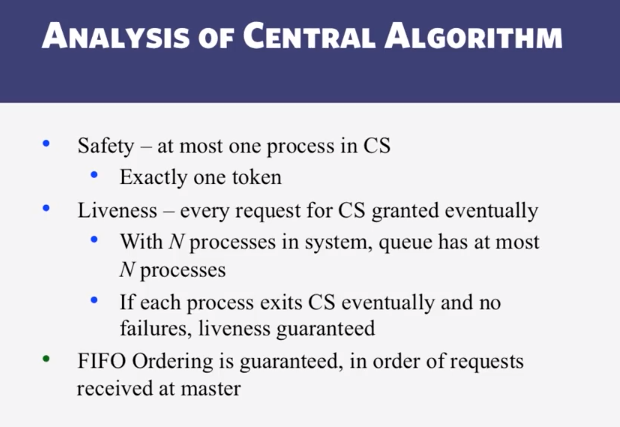 ANALYSIS OF CENTRAL ALGORITHM
• Safety – at most one process in CS
• Exactly one token
• Liveness – every request for CS granted eventually
• With N processes in system, queue has at most
N processes
• If each process exits CS eventually and no
failures, liveness guaranteed
• FIFO Ordering is guaranteed, in order of requests
received at master